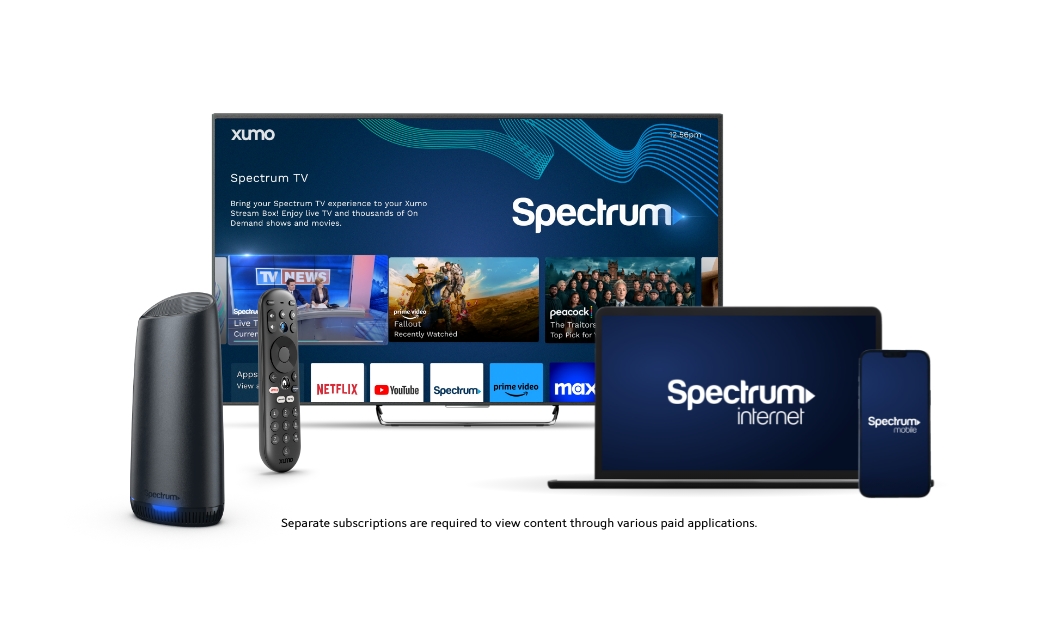 xumo
12:56pm
Spectrum TV
Bring your Spectrum TV experience to your Xumo
Stream Box! Enjoy live TV and thousands of On
Demand shows and movies.
Spectrum
TV NEWS
Live
prime video
Fallout
Recently Watched
peacock
The Traitors
Top Pick for
Apps
View
NETFLIX
YouTube
Spectrum
prime video
max
Spectrum
internet
Spectrum
mobile
xumo
Spectrum
Separate subscriptions are required to view content through various paid applications.